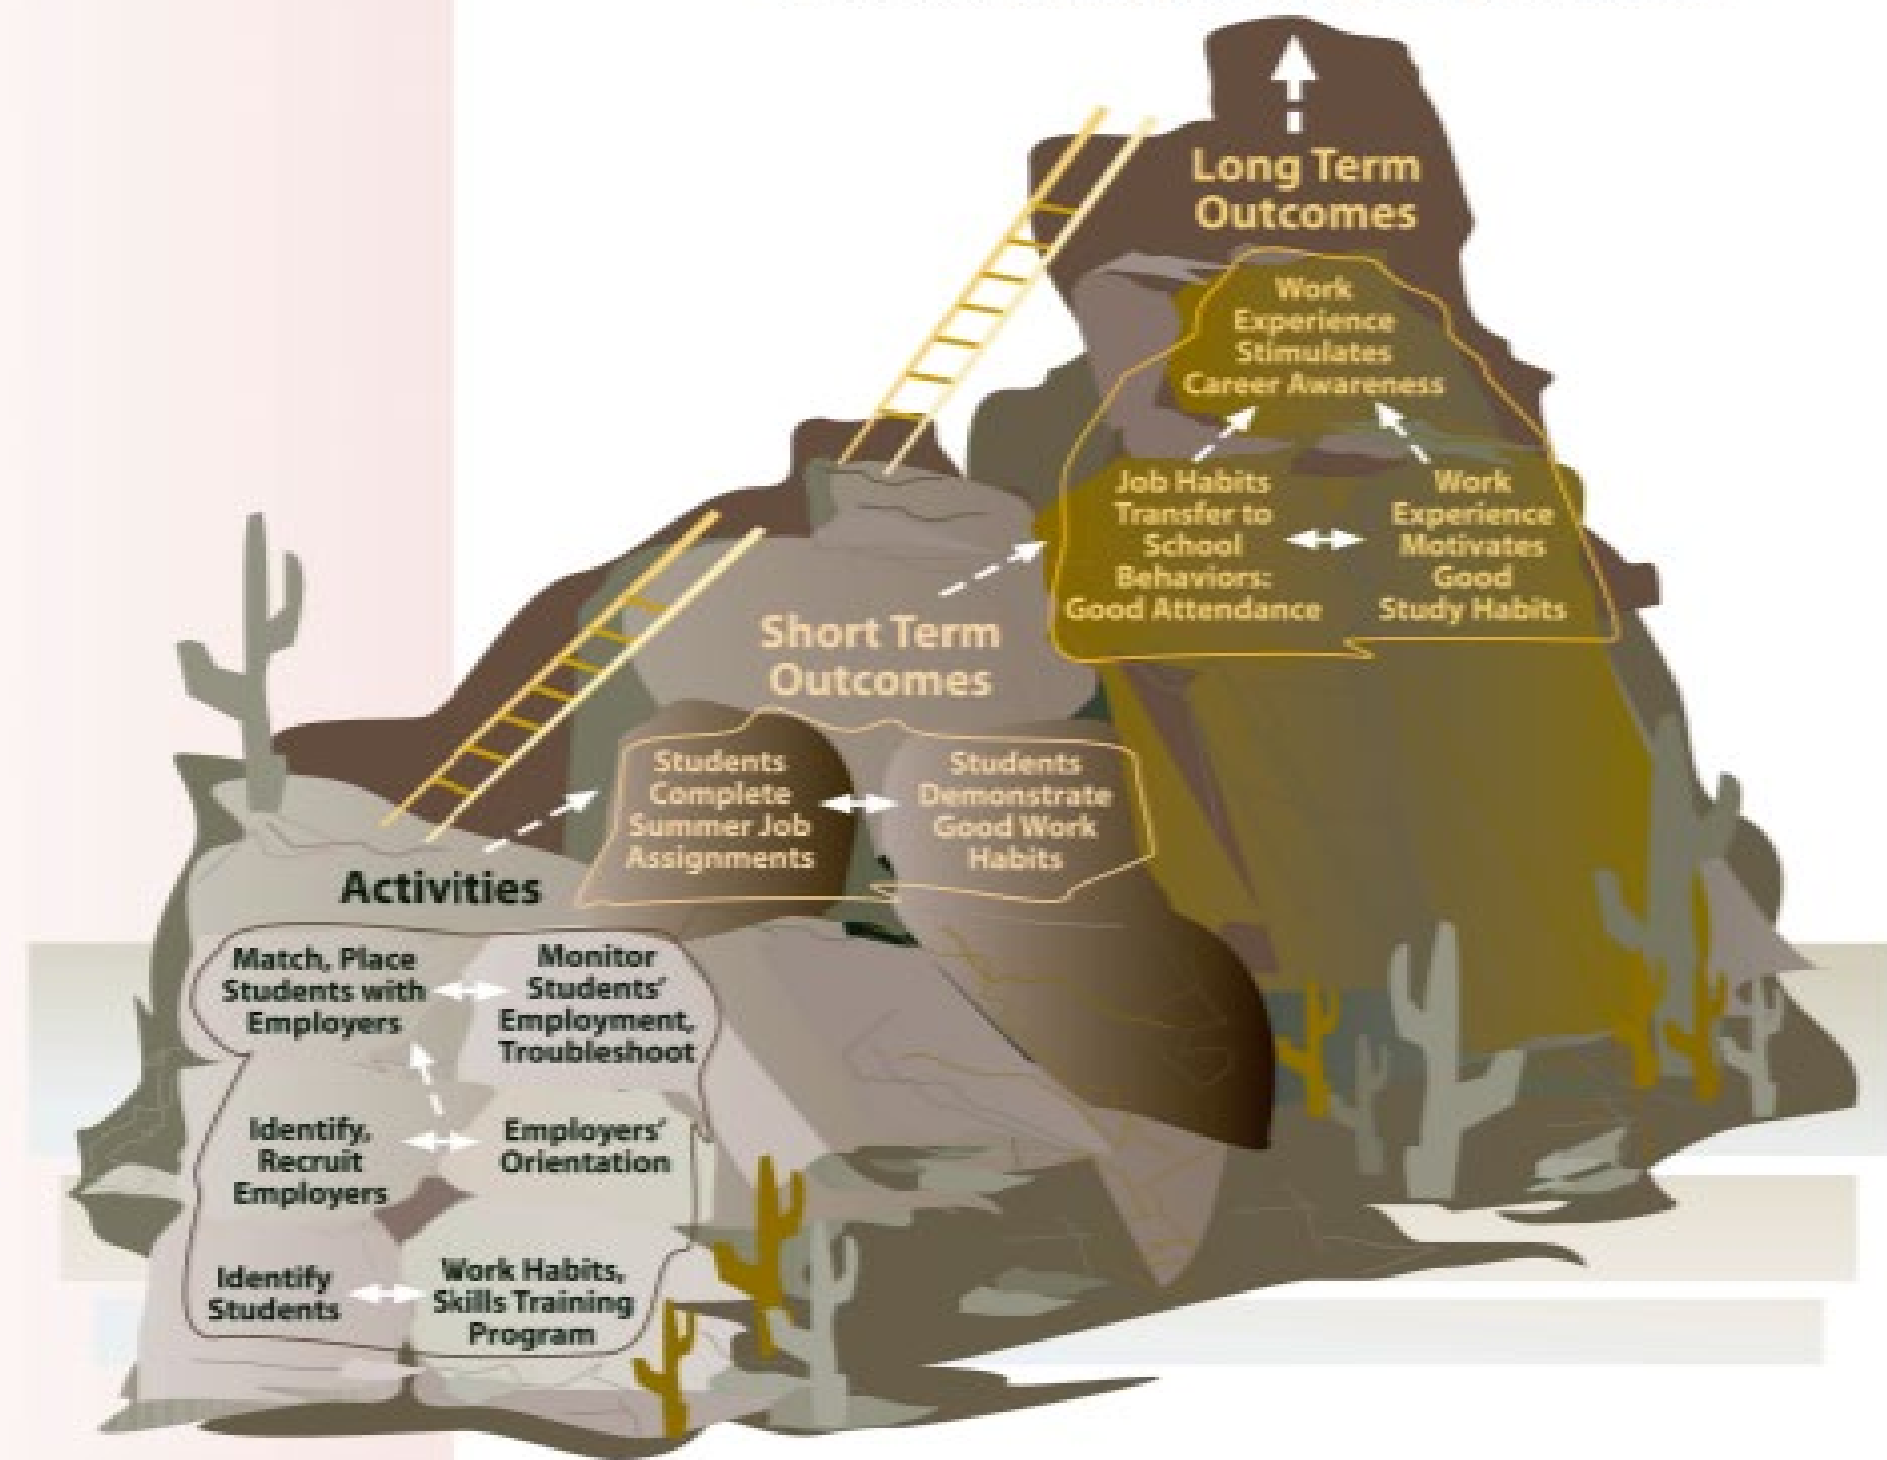 Long Term
Outcomes
Work
Experience
Stimulates
Career Awareness
Job Habits
Transfer to
School
Behaviors:
Good Attendance
Work
Experience
Motivates
Good
Study Habits
Short Term
Outcomes
Students
Complete
Summer Job
Assignments
Students
Demonstrate
Good Work
Habits
Activities
Match, Place
Students with
Employers
Monitor
Students'
Employment,
Troubleshoot
Identify,
Recruit
Employers
Employers'
Orientation
Identify
Students
Work Habits,
Skills Training
Program